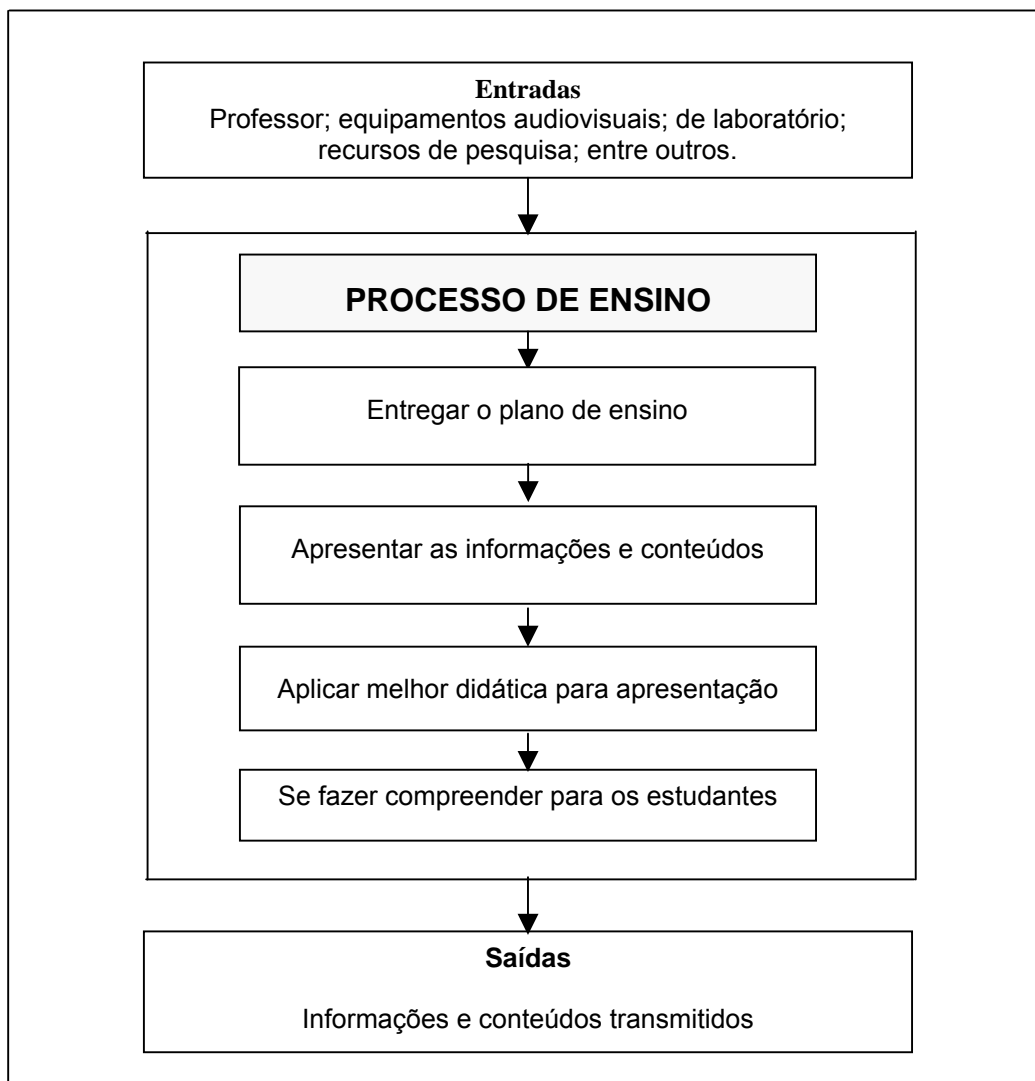 Entradas
Professor; equipamentos audiovisuais; de laboratório;
recursos de pesquisa; entre outros.
PROCESSO DE ENSINO
Entregar o plano de ensino
Apresentar as informações e conteúdos
Aplicar melhor didática para apresentação
Se fazer compreender para os estudantes
Saídas
Informações e conteúdos transmitidos